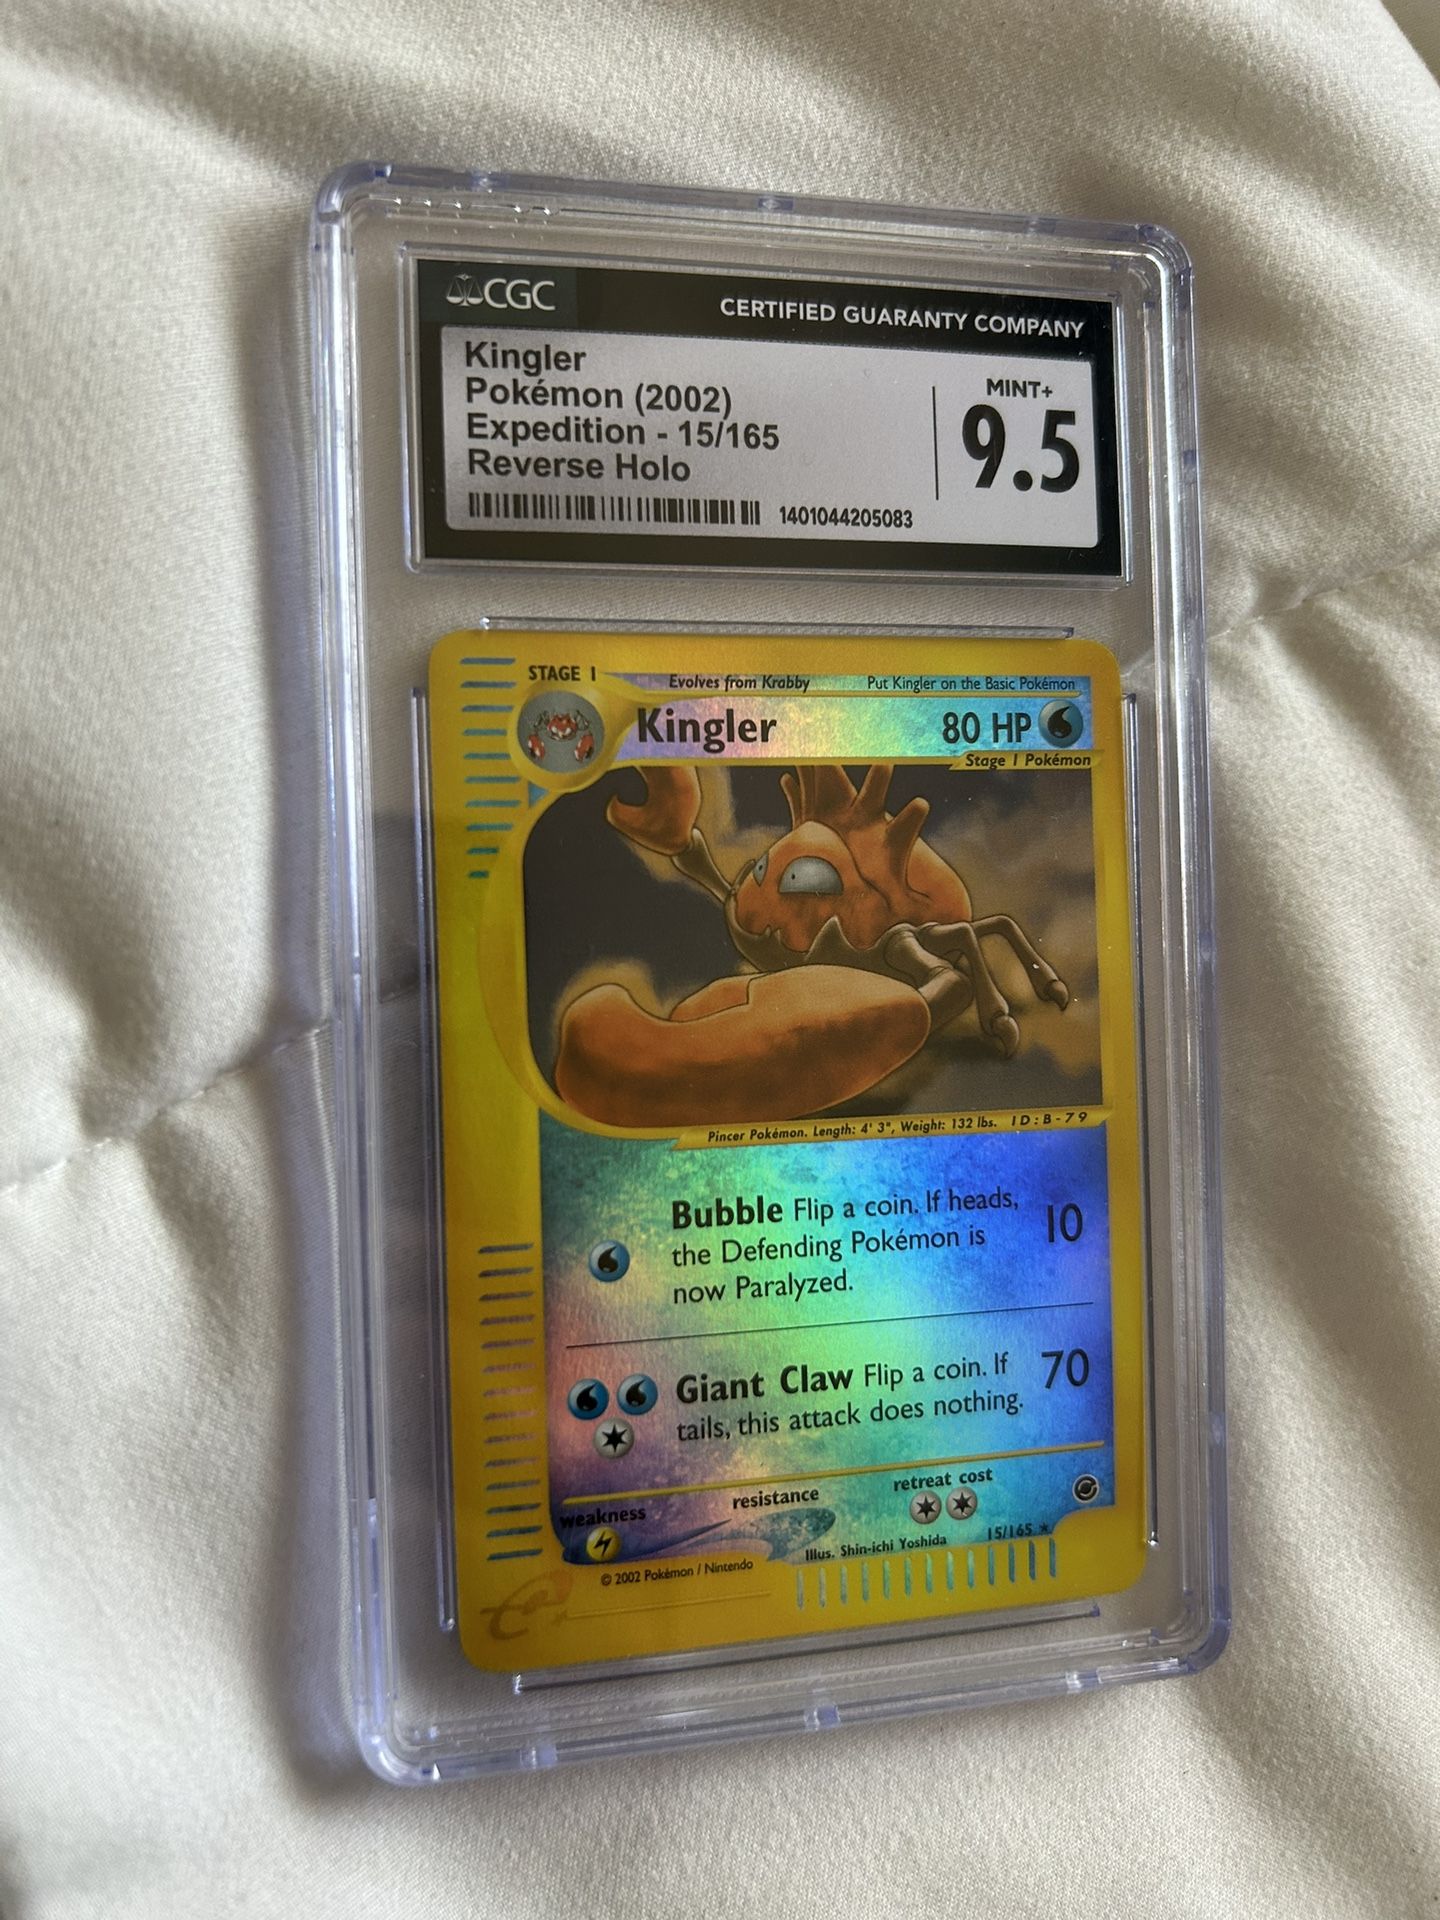 CGC
CERTIFIED GUARANTY COMPANY
Kingler
Pokémon (2002)
Expedition - 15/165
Reverse Holo
1401044205083
MINT+
9.5
STAGE 1
Evolves from Krabby
Put Kingler on the Basic Pokémon
Kingler
80 HP
Stage 1 Pokémon
Pincer Pokémon. Length: 4' 3", Weight: 132 lbs. ID:B-79
Bubble Flip a coin. If heads,
the Defending Pokémon is
now Paralyzed.
10
Giant Claw Flip a coin. If
tails, this attack does nothing.
70
weakness
resistance
retreat cost
Illus. Shin-ichi Yoshida
15/165 ★
© 2002 Pokémon / Nintendo
e